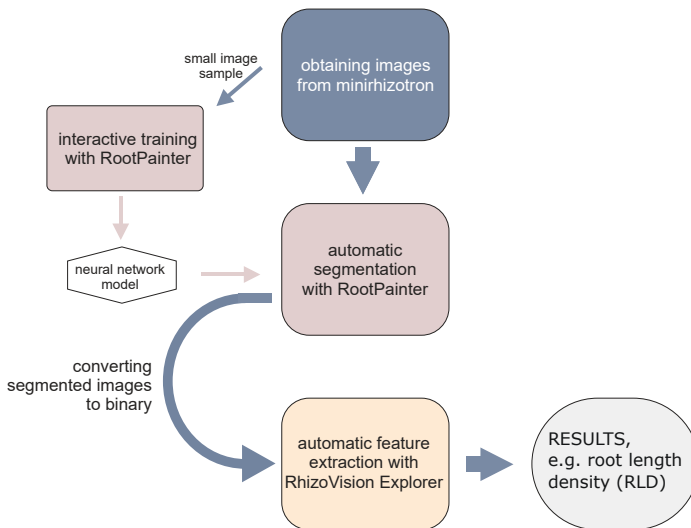 small image
sample
obtaining images
from minirhizotron
interactive training
with RootPainter
neural network
model
automatic
segmentation
with RootPainter
converting
segmented images
to binary
automatic feature
extraction with
RhizoVision Explorer
RESULTS,
e.g. root length
density (RLD)